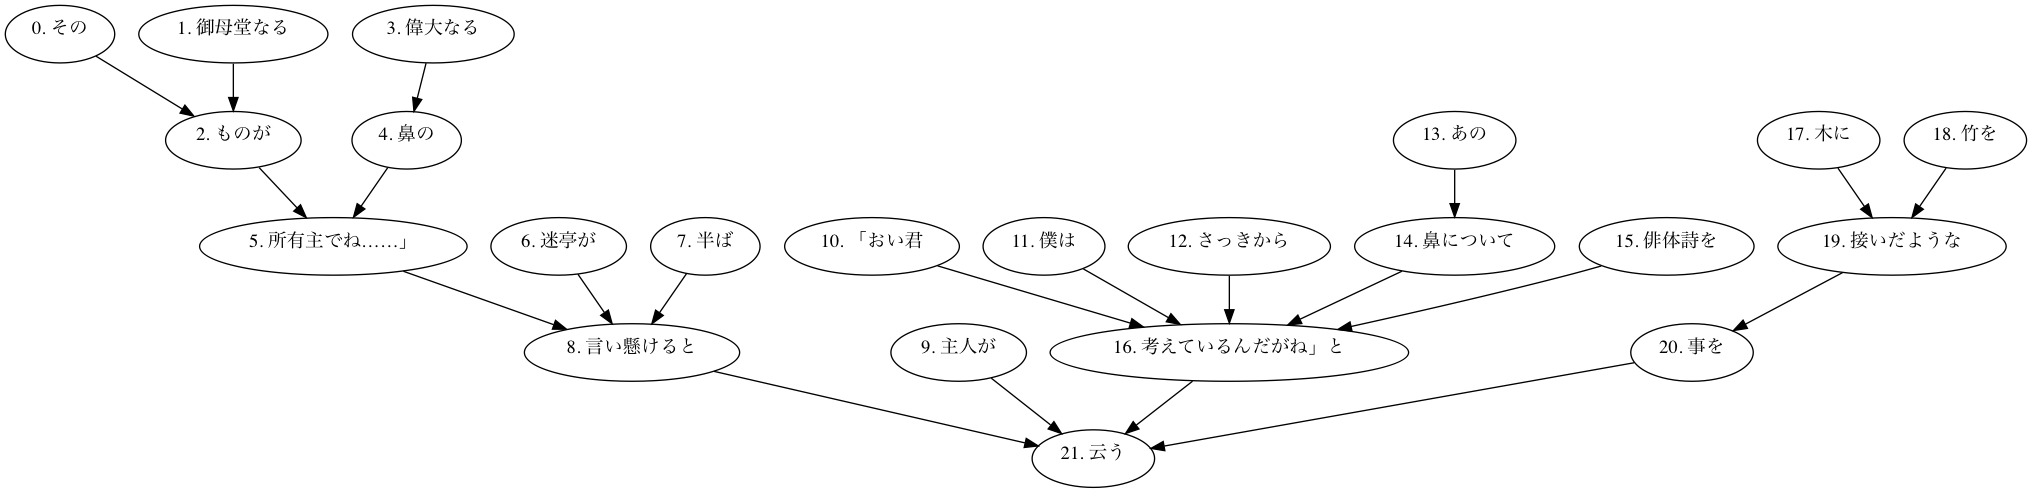 0. その
1. 御母堂なる
3. 偉大なる
2. ものが
4. 鼻の
13. あの
17. 木に
18. 竹を
5. 所有主でね……」
6. 迷亭が
7. 半ば
10. 「おい君
11. 僕は
12. さっきから
14. 鼻について
15. 俳体詩を
19. 接いだような
8. 言い懸けると
9. 主人が
16. 考えているんだがね」と
20. 事を
21. 云う